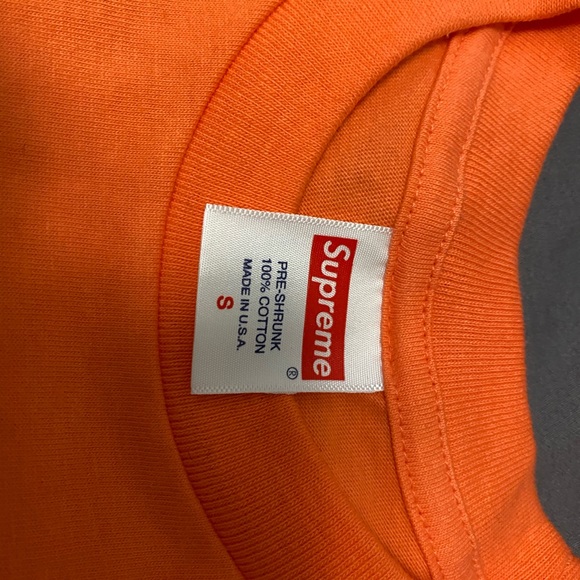 Supreme
®
PRE-SHRUNK
100% COTTON
MADE IN U.S.A.
S